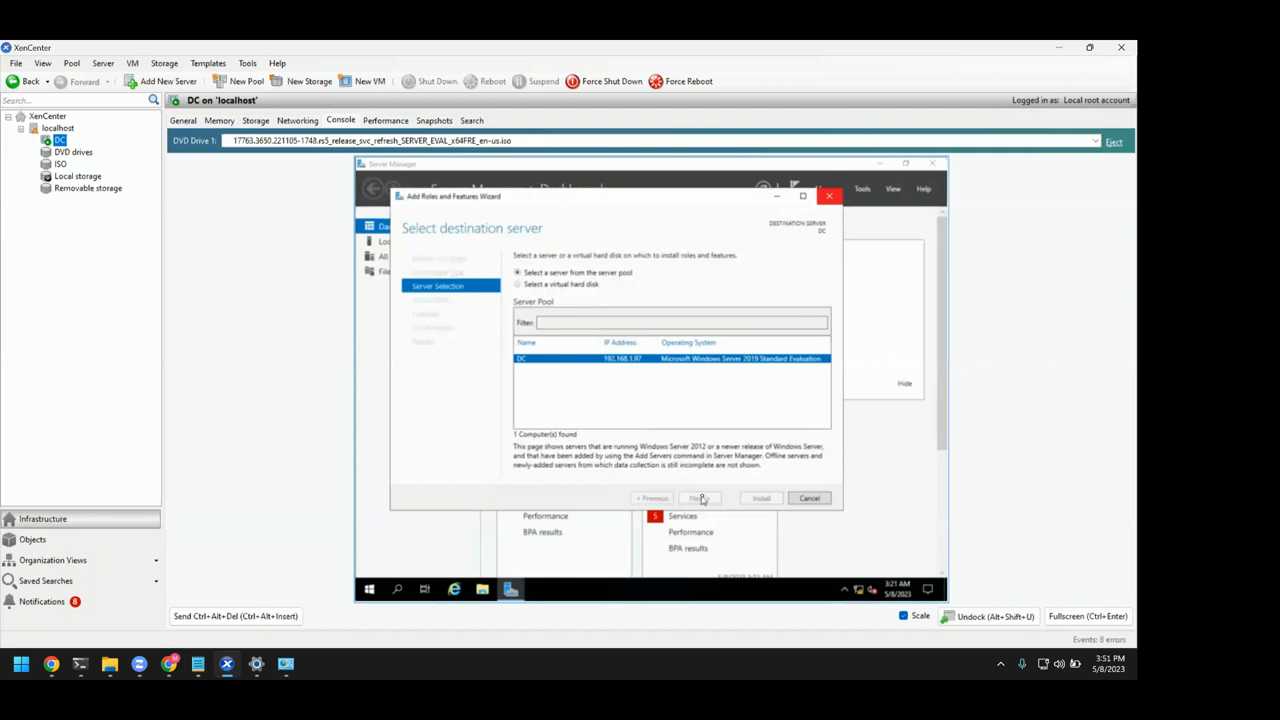 XenCenter
File View Pool Server VM Storage Templates Tools Help
Back Forward Add New Server New Pool New Storage New VM Shut Down Reboot Suspend Force Shut Down Force Reboot
Search...
DC on 'localhost'
Logged in as: Local root account
XenCenter
localhost
DC
DVD drives
ISO
Local storage
Removable storage
General Memory Storage Networking Console Performance Snapshots Search
DVD Drive 1: 17763.3650.221105-1748.rs5_release_svc_refresh_SERVER_EVAL_x64FRE_en-us.iso Eject
Server Manager
Tools View Help
Add Roles and Features Wizard
Select destination server
DESTINATION SERVER
DC
Server Selection
Select a server or a virtual hard disk on which to install roles and features.
Select a server from the server pool
Select a virtual hard disk
Server Pool
Filter:
Name IP Address Operating System
DC 192.168.1.97 Microsoft Windows Server 2019 Standard Evaluation
1 Computer(s) found
This page shows servers that are running Windows Server 2012 or a newer release of Windows Server,
and that have been added by using the Add Servers command in Server Manager. Offline servers and
newly-added servers from which data collection is still incomplete are not shown.
< Previous Install Cancel
Hide
Performance
BPA results
5 Services
Performance
BPA results
3:21 AM
5/8/2023
Infrastructure
Objects
Organization Views
Saved Searches
Notifications 8
Send Ctrl+Alt+Del (Ctrl+Alt+Insert)
Scale Undock (Alt+Shift+U) Fullscreen (Ctrl+Enter)
Events: 8 errors
3:51 PM
5/8/2023